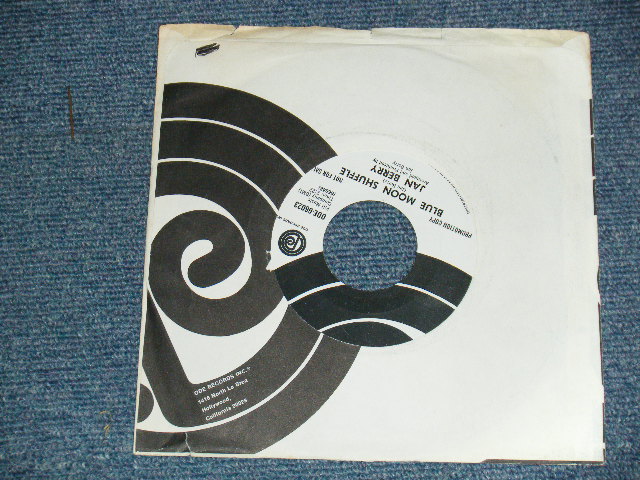 PROMOTION COPY
NOT FOR SALE
BLUE MOON SHUFFLE
JAN BERRY
ODE-66023
ODE RECORDS INC.
1416 North La Brea
Hollywood,
California 90028